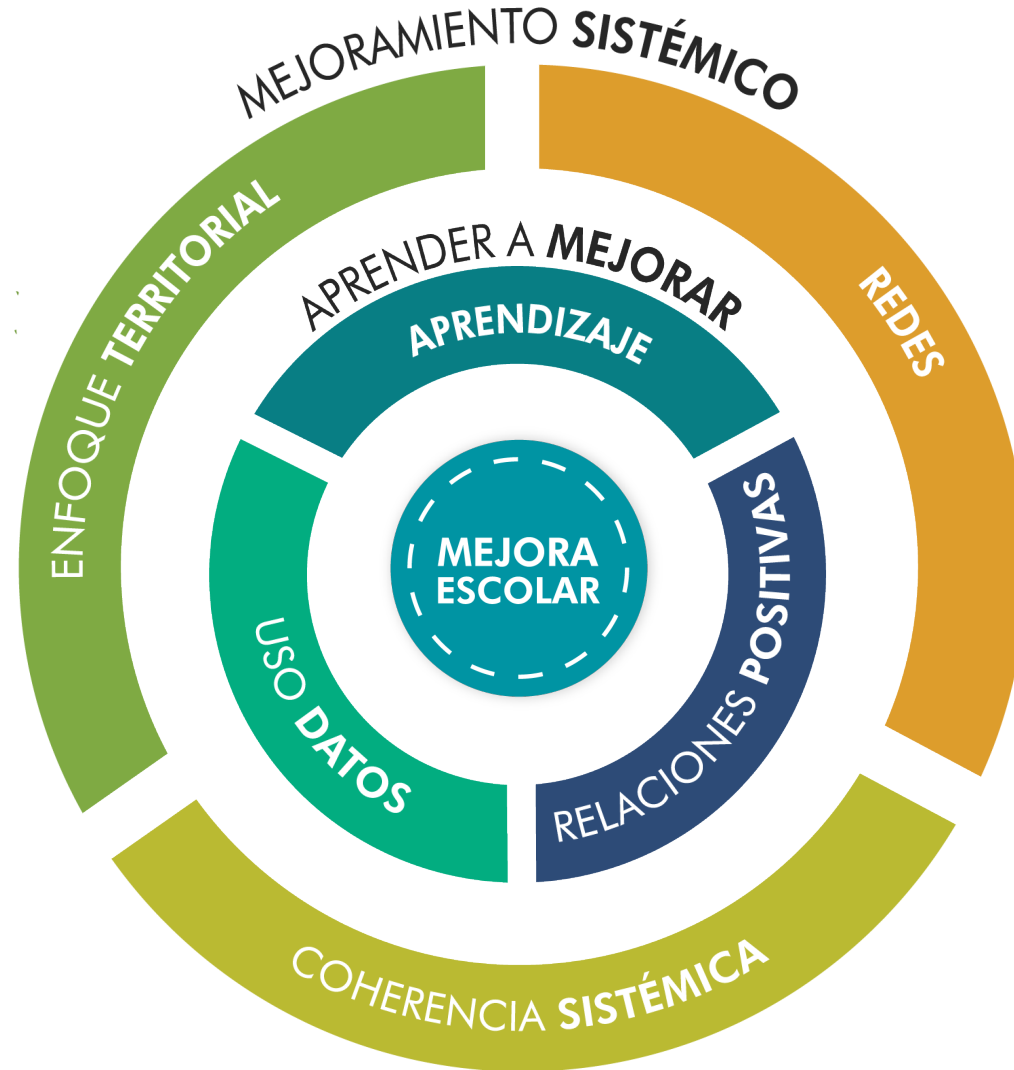 MEJORAMIENTO SISTÉMICO
ENFOQUE TERRITORIAL
REDES
APRENDER A MEJORAR
APRENDIZAJE
MEJORA
ESCOLAR
USO DATOS
RELACIONES POSITIVAS
COHERENCIA SISTÉMICA